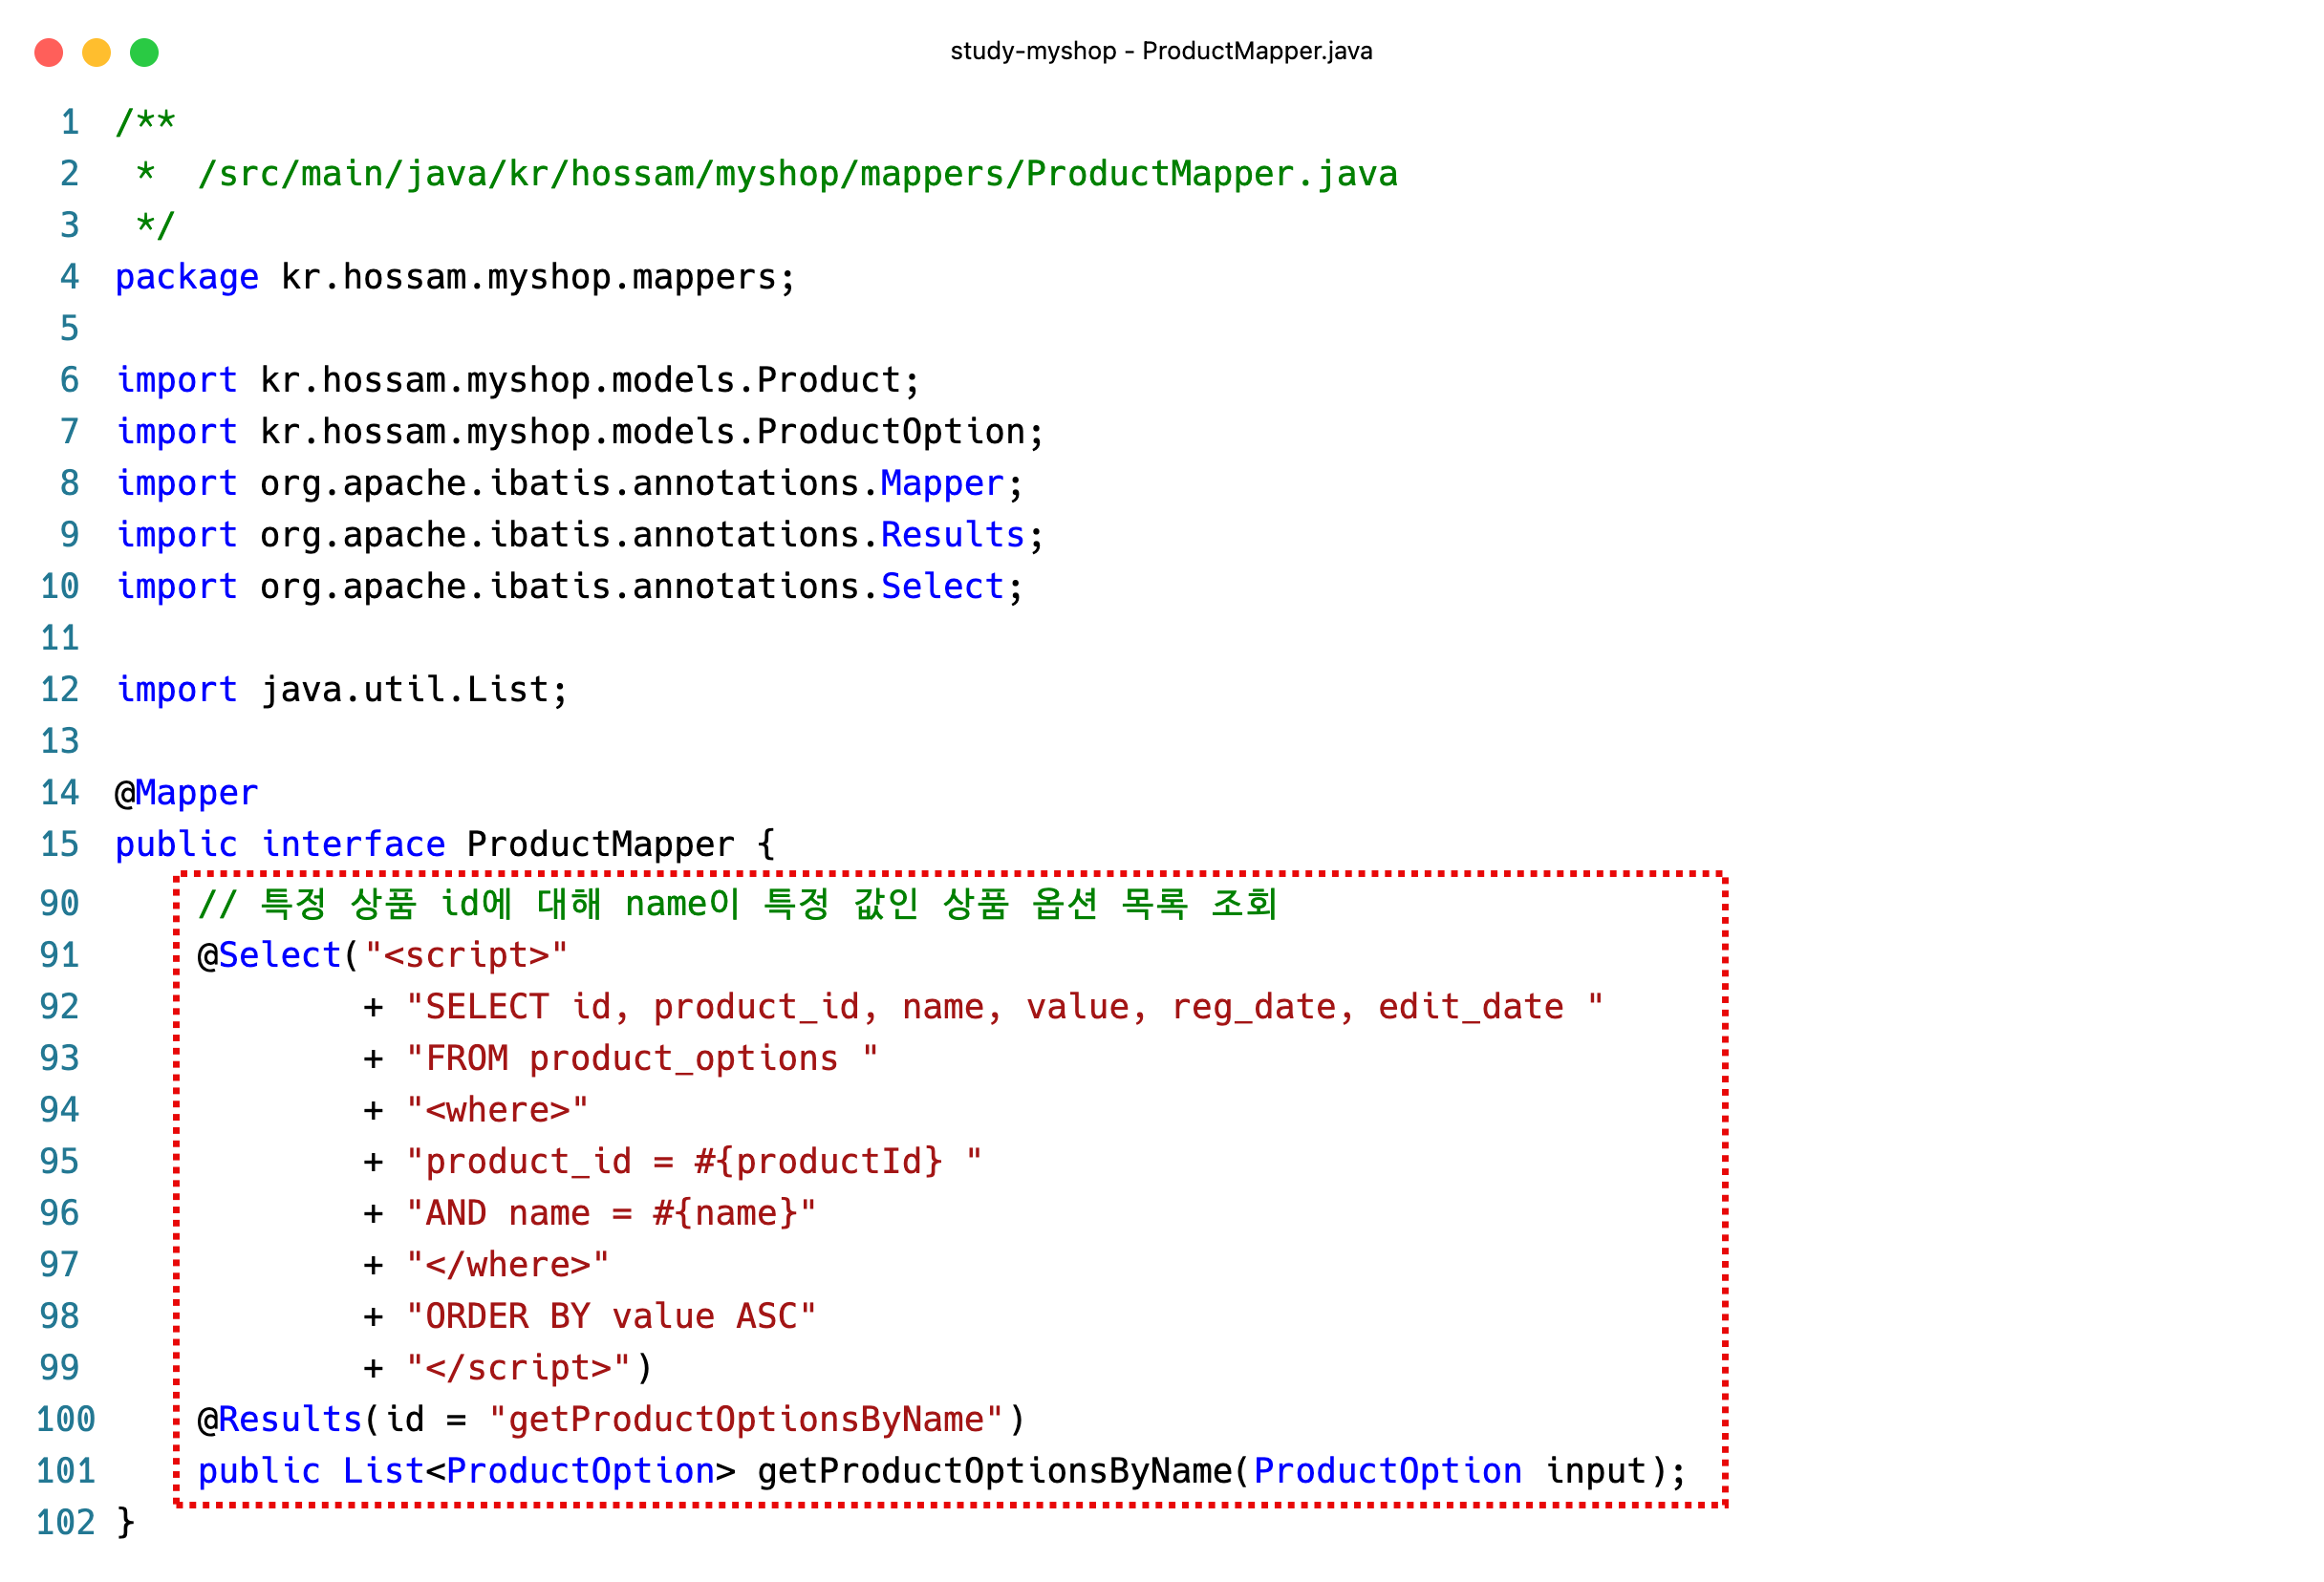 study-myshop - ProductMapper.java
1 /**
2  *  /src/main/java/kr/hossam/myshop/mappers/ProductMapper.java
3  */
4 package kr.hossam.myshop.mappers;
5
6 import kr.hossam.myshop.models.Product;
7 import kr.hossam.myshop.models.ProductOption;
8 import org.apache.ibatis.annotations.Mapper;
9 import org.apache.ibatis.annotations.Results;
10 import org.apache.ibatis.annotations.Select;
11
12 import java.util.List;
13
14 @Mapper
15 public interface ProductMapper {
90     // 특정 상품 id에 대해 name이 특정 값인 상품 옵션 목록 조회
91     @Select("<script>"
92             + "SELECT id, product_id, name, value, reg_date, edit_date "
93             + "FROM product_options "
94             + "<where>"
95             + "product_id = #{productId} "
96             + "AND name = #{name}"
97             + "</where>"
98             + "ORDER BY value ASC"
99             + "</script>")
100     @Results(id = "getProductOptionsByName")
101     public List<ProductOption> getProductOptionsByName(ProductOption input);
102 }